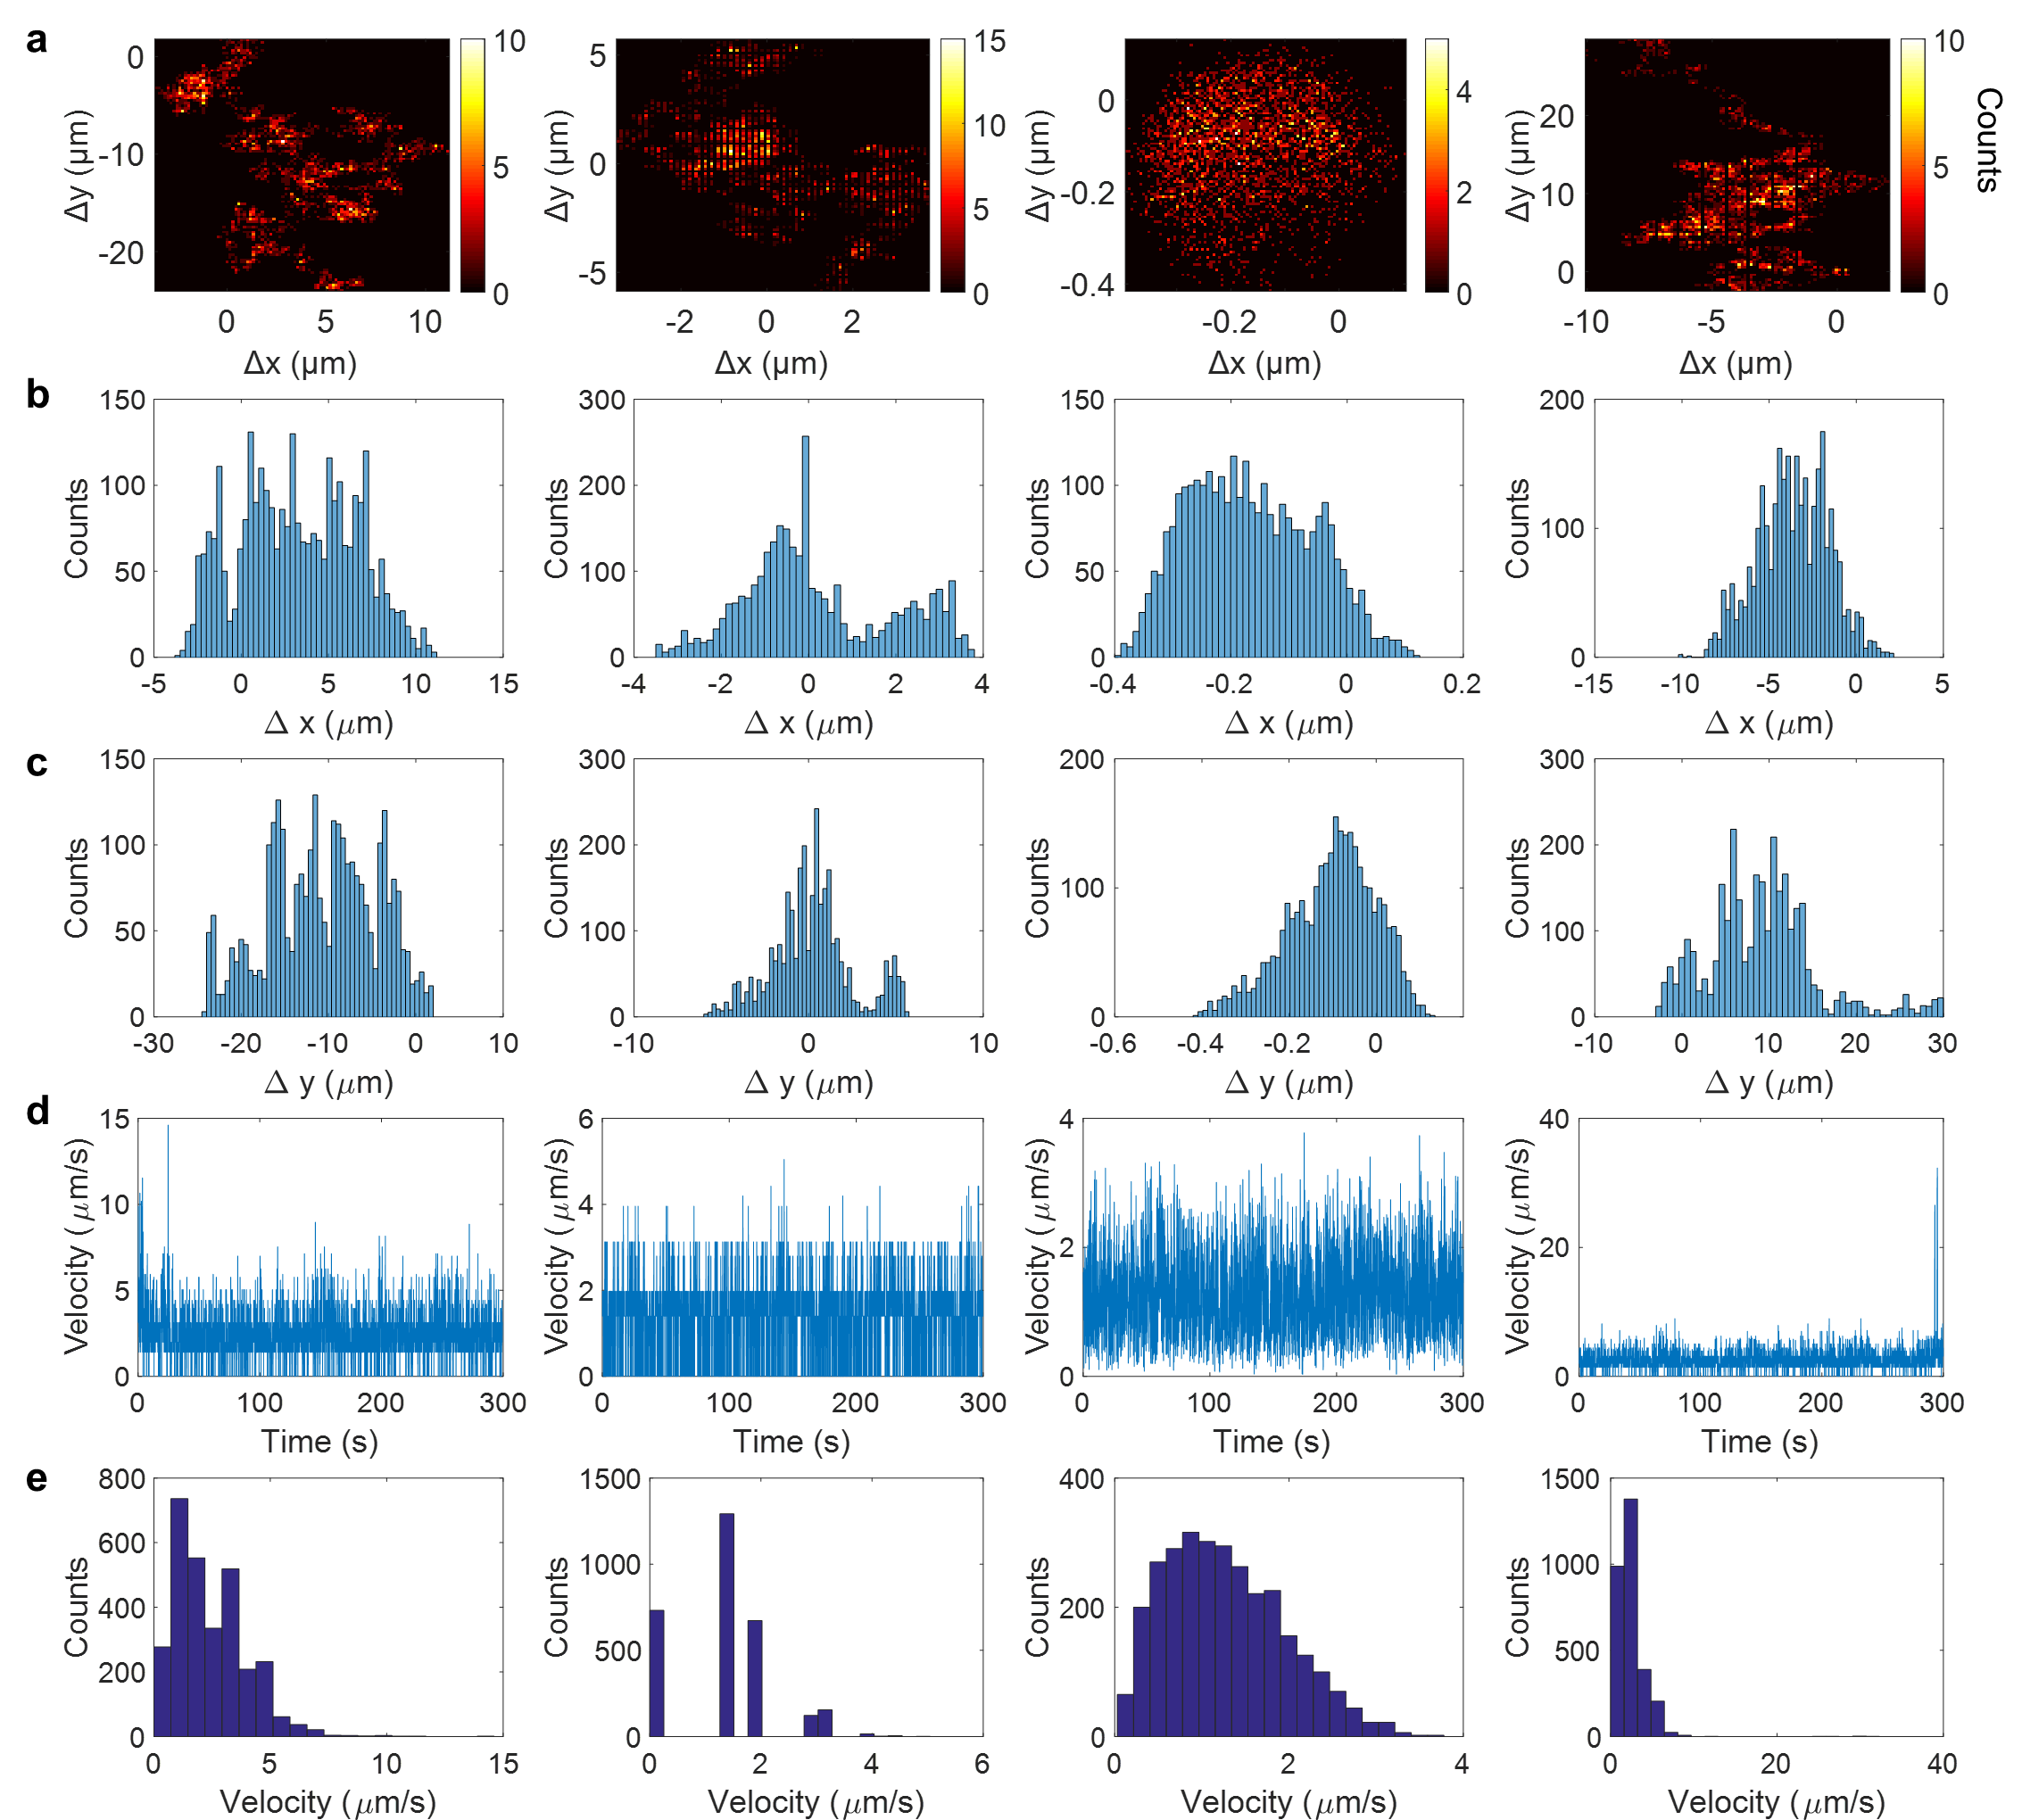 a
0
-10
-20
Δy (μm)
0 5 10
Δx (μm)
10
5
0
5
0
-5
Δy (μm)
-2 0 2
Δx (μm)
15
10
5
0
0
-0.2
-0.4
Δy (μm)
-0.2 0
Δx (μm)
4
2
0
20
10
0
Δy (μm)
-10 -5 0
Δx (μm)
10
5
0
Counts
b
150
100
50
0
Counts
-5 0 5 10 15
Δ x (μm)
300
200
100
0
Counts
-4 -2 0 2 4
Δ x (μm)
150
100
50
0
Counts
-0.4 -0.2 0 0.2
Δ x (μm)
200
100
0
Counts
-15 -10 -5 0 5
Δ x (μm)
c
150
100
50
0
Counts
-30 -20 -10 0 10
Δ y (μm)
300
200
100
0
Counts
-10 0 10
Δ y (μm)
200
100
0
Counts
-0.6 -0.4 -0.2 0
Δ y (μm)
300
200
100
0
Counts
-10 0 10 20 30
Δ y (μm)
d
15
10
5
0
Velocity ( μm/s)
0 100 200 300
Time (s)
6
4
2
0
Velocity ( μm/s)
0 100 200 300
Time (s)
4
2
0
Velocity ( μm/s)
0 100 200 300
Time (s)
40
20
0
Velocity ( μm/s)
0 100 200 300
Time (s)
e
800
600
400
200
0
Counts
0 5 10 15
Velocity ( μm/s)
1500
1000
500
0
Counts
0 2 4 6
Velocity ( μm/s)
400
200
0
Counts
0 2 4
Velocity ( μm/s)
1500
1000
500
0
Counts
0 20 40
Velocity ( μm/s)